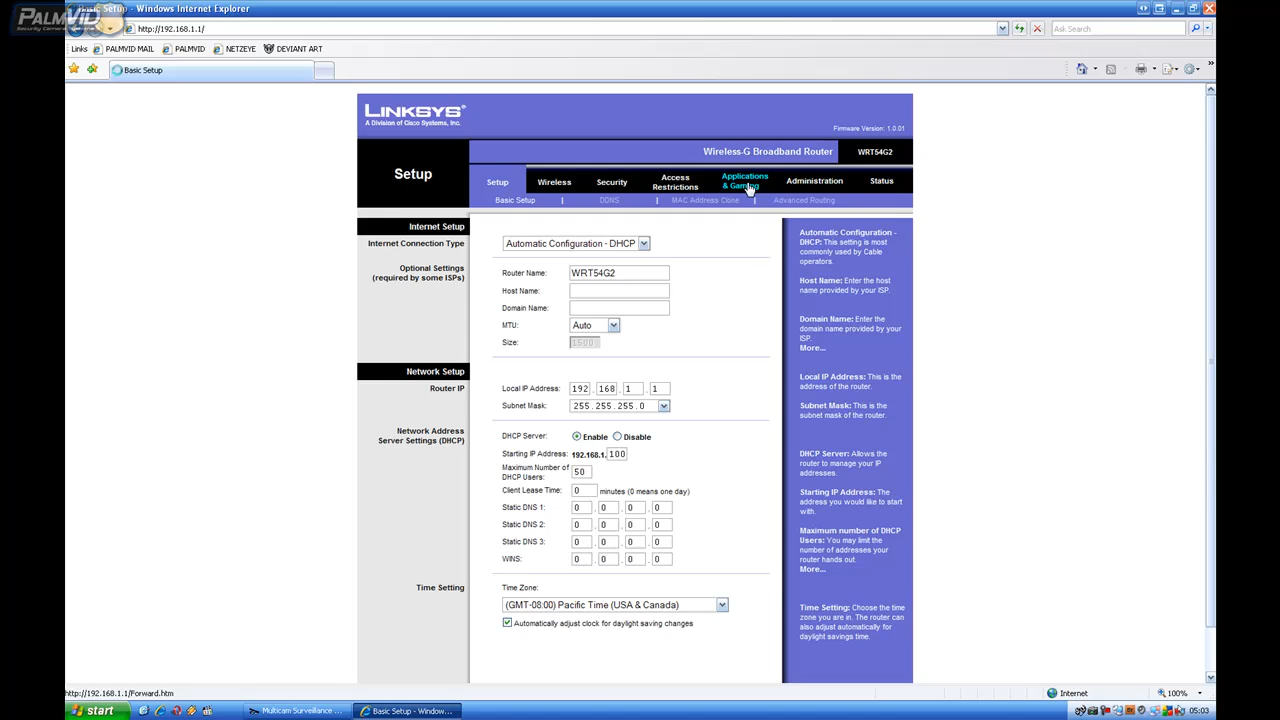 PALMVID
Security Camera
Basic Setup - Windows Internet Explorer
http://192.168.1.1/
Ask Search
Links PALMVID MAIL PALMVID NETZEYE DEVIANT ART
Basic Setup
LINKSYS®
A Division of Cisco Systems, Inc.
Firmware Version: 1.0.01
Wireless-G Broadband Router WRT54G2
Setup
Setup Wireless Security Access Restrictions Applications & Gaming Administration Status
Basic Setup | DDNS | MAC Address Clone | Advanced Routing
Internet Setup
Internet Connection Type
Automatic Configuration - DHCP
Optional Settings
(required by some ISPs)
Router Name: WRT54G2
Host Name:
Domain Name:
MTU: Auto
Size: 1500
Network Setup
Router IP
Local IP Address: 192 . 168 . 1 . 1
Subnet Mask: 255.255.255.0
Network Address
Server Settings (DHCP)
DHCP Server: Enable Disable
Starting IP Address: 192.168.1. 100
Maximum Number of
DHCP Users: 50
Client Lease Time: 0 minutes (0 means one day)
Static DNS 1: 0 . 0 . 0 . 0
Static DNS 2: 0 . 0 . 0 . 0
Static DNS 3: 0 . 0 . 0 . 0
WINS: 0 . 0 . 0 . 0
Time Setting
Time Zone:
(GMT-08:00) Pacific Time (USA & Canada)
Automatically adjust clock for daylight saving changes
Automatic Configuration -
DHCP: This setting is most
commonly used by Cable
operators.
Host Name: Enter the host
name provided by your ISP.
Domain Name: Enter the
domain name provided by your
ISP.
More...
Local IP Address: This is the
address of the router.
Subnet Mask: This is the
subnet mask of the router.
DHCP Server: Allows the
router to manage your IP
addresses.
Starting IP Address: The
address you would like to start
with.
Maximum number of DHCP
Users: You may limit the
number of addresses your
router hands out.
More...
Time Setting: Choose the time
zone you are in. The router can
also adjust automatically for
daylight savings time.
http://192.168.1.1/Forward.htm
Internet
100%
start
Multicam Surveillance ...
Basic Setup - Window...
05:03